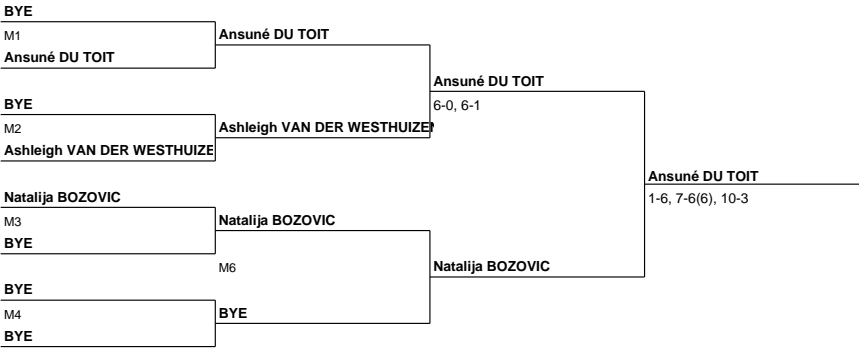 BYE
M1
Ansuné DU TOIT
Ansuné DU TOIT
Ansuné DU TOIT
6-0, 6-1
BYE
M2
Ashleigh VAN DER WESTHUIZEN
Ashleigh VAN DER WESTHUIZE
Ansuné DU TOIT
1-6, 7-6(6), 10-3
Natalija BOZOVIC
M3
Natalija BOZOVIC
BYE
M6
Natalija BOZOVIC
BYE
M4
BYE
BYE